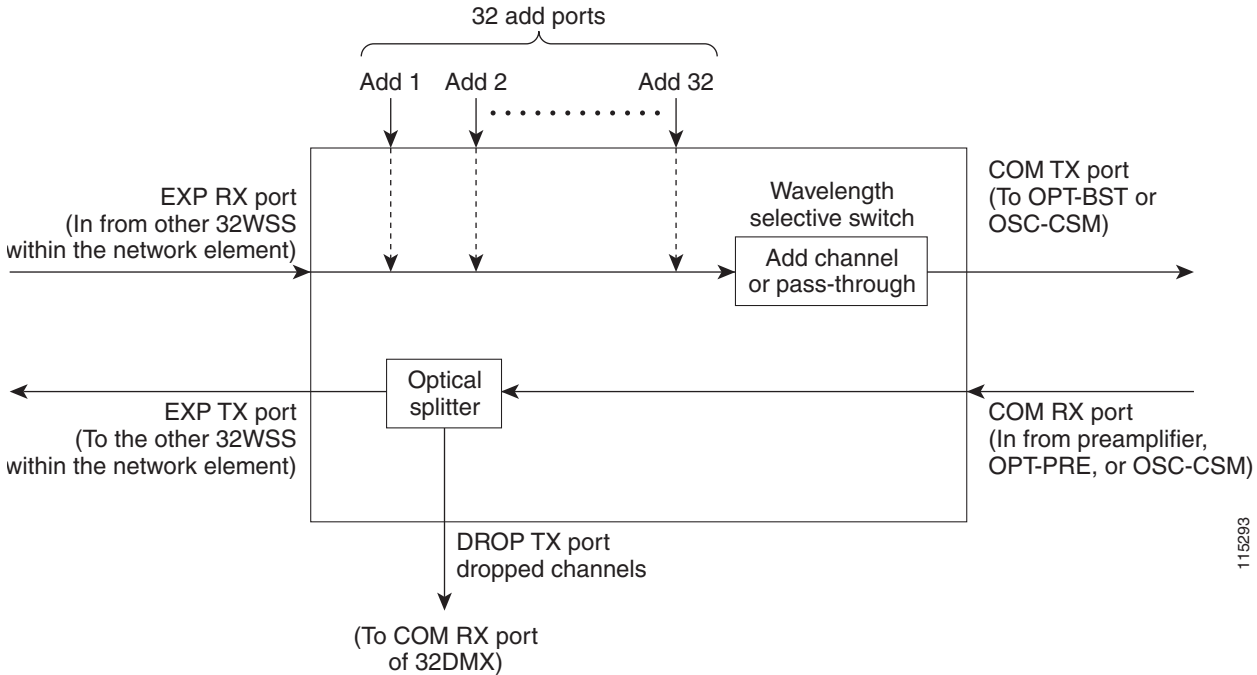 32 add ports
Add 1
Add 2
Add 32
EXP RX port
(In from other 32WSS
within the network element)
Wavelength
selective switch
Add channel
or pass-through
COM TX port
(To OPT-BST or
OSC-CSM)
Optical
splitter
EXP TX port
(To the other 32WSS
within the network element)
COM RX port
(In from preamplifier,
OPT-PRE, or OSC-CSM)
DROP TX port
dropped channels
(To COM RX port
of 32DMX)
115293